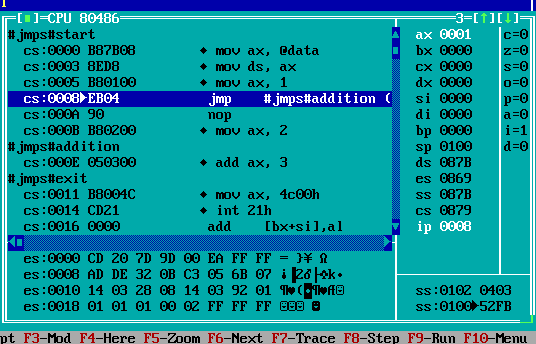 [■]=CPU 80486 3=[↑][↓]
#jmps#start
cs:0000 B87B08 ♦ mov ax, @data
cs:0003 8ED8 ♦ mov ds, ax
cs:0005 B80100 ♦ mov ax, 1
cs:0008►EB04 jmp #jmps#addition (
cs:000A 90 nop
cs:000B B80200 ♦ mov ax, 2
#jmps#addition
cs:000E 050300 ♦ add ax, 3
#jmps#exit
cs:0011 B8004C ♦ mov ax, 4c00h
cs:0014 CD21 ♦ int 21h
cs:0016 0000 add [bx+si],al
ax 0001 c=0
bx 0000 z=0
cx 0000 s=0
dx 0000 o=0
si 0000 p=0
di 0000 a=0
bp 0000 i=1
sp 0100 d=0
ds 087B
es 0869
ss 087B
cs 0879
ip 0008
es:0000 CD 20 7D 9D 00 EA FF FF = }¥ Ω
es:0008 AD DE 32 0B C3 05 6B 07
es:0010 14 03 28 08 14 03 92 01
es:0018 01 01 01 00 02 FF FF FF
ss:0102 0403
ss:0100►52FB
pt F3-Mod F4-Here F5-Zoom F6-Next F7-Trace F8-Step F9-Run F10-Menu